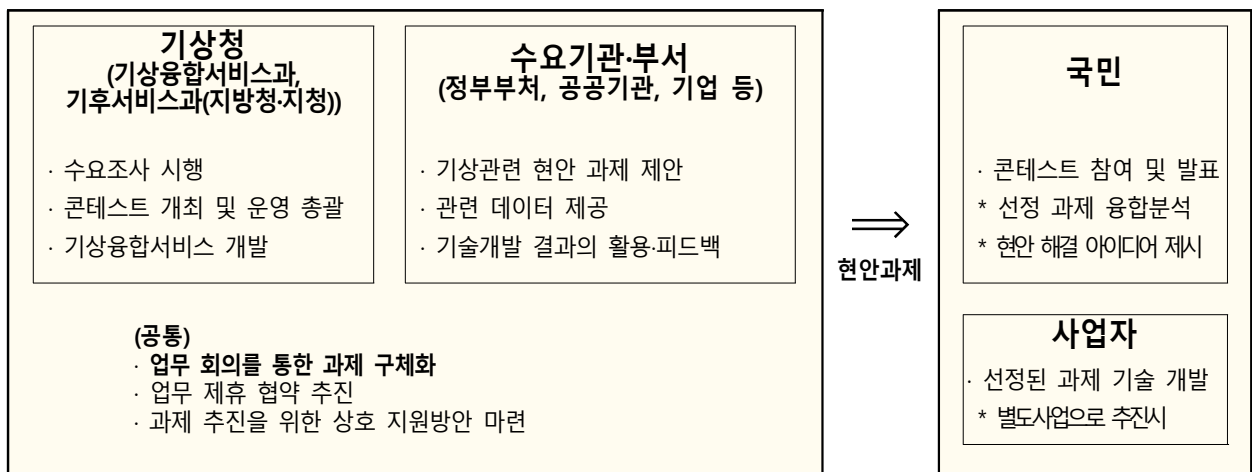 기상청
(기상융합서비스과,
기후서비스과(지방청·지청))
· 수요조사 시행
· 콘테스트 개최 및 운영 총괄
· 기상융합서비스 개발
수요기관·부서
(정부부처, 공공기관, 기업 등)
· 기상관련 현안 과제 제안
· 관련 데이터 제공
· 기술개발 결과의 활용·피드백
(공통)
· 업무 회의를 통한 과제 구체화
· 업무 제휴 협약 추진
· 과제 추진을 위한 상호 지원방안 마련
⇒
현안과제
국민
· 콘테스트 참여 및 발표
* 선정 과제 융합분석
* 현안 해결 아이디어 제시
사업자
· 선정된 과제 기술 개발
* 별도사업으로 추진시